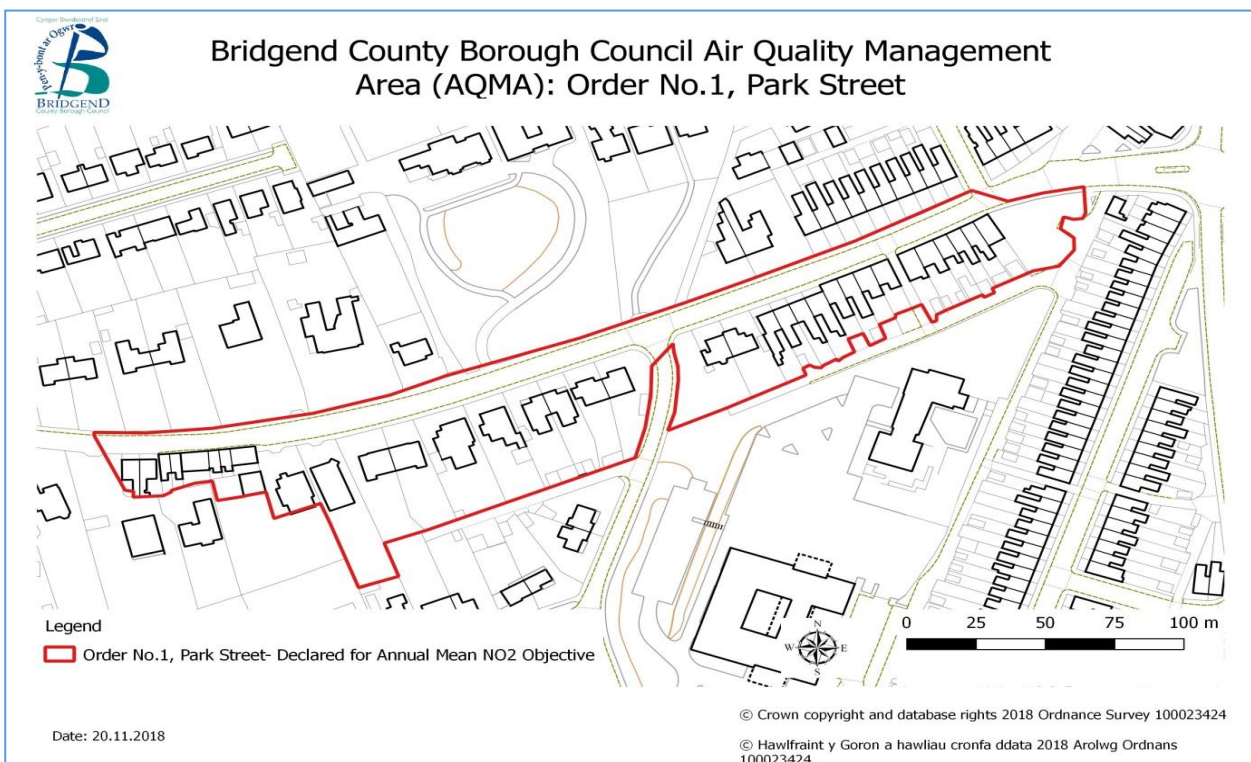 Cyngor Bwrdeistref Sirol
Pen-y-bont ar Ogwr
BRIDGEND
County Borough Council
Bridgend County Borough Council Air Quality Management
Area (AQMA): Order No.1, Park Street
Legend
Order No.1, Park Street- Declared for Annual Mean NO2 Objective
N
W E
S
0 25 50 75 100 m
Date: 20.11.2018
© Crown copyright and database rights 2018 Ordnance Survey 100023424
© Hawlfraint y Goron a hawliau cronfa ddata 2018 Arolwg Ordnans
100023424